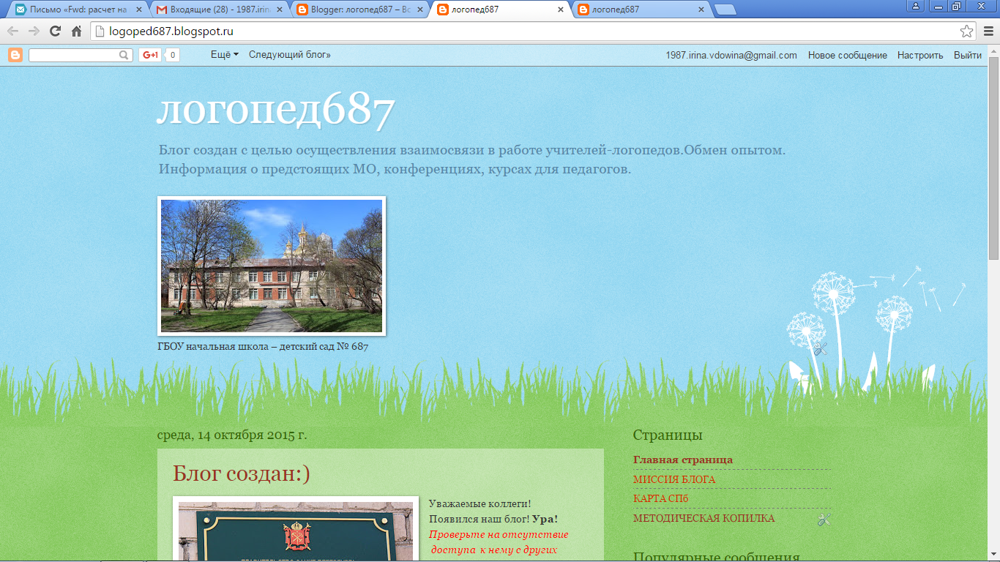 Письмо «Fwd: расчет на
Входящие (28) - 1987.irin
Blogger: логопед687 – Вс
логопед687
логопед687
logoped687.blogspot.ru
G+1
0
Ещё
Следующий блог»
1987.irina.vdowina@gmail.com
Новое сообщение
Настроить
Выйти
логопед687
Блог создан с целью осуществления взаимосвязи в работе учителей-логопедов.Обмен опытом.
Информация о предстоящих МО, конференциях, курсах для педагогов.
ГБОУ начальная школа – детский сад № 687
среда, 14 октября 2015 г.
Блог создан:)
Уважаемые коллеги!
Появился наш блог! Ура!
Проверьте на отсутствие
доступа к нему с других
Страницы
Главная страница
МИССИЯ БЛОГА
КАРТА СПб
МЕТОДИЧЕСКАЯ КОПИЛКА
Популярные сообщения